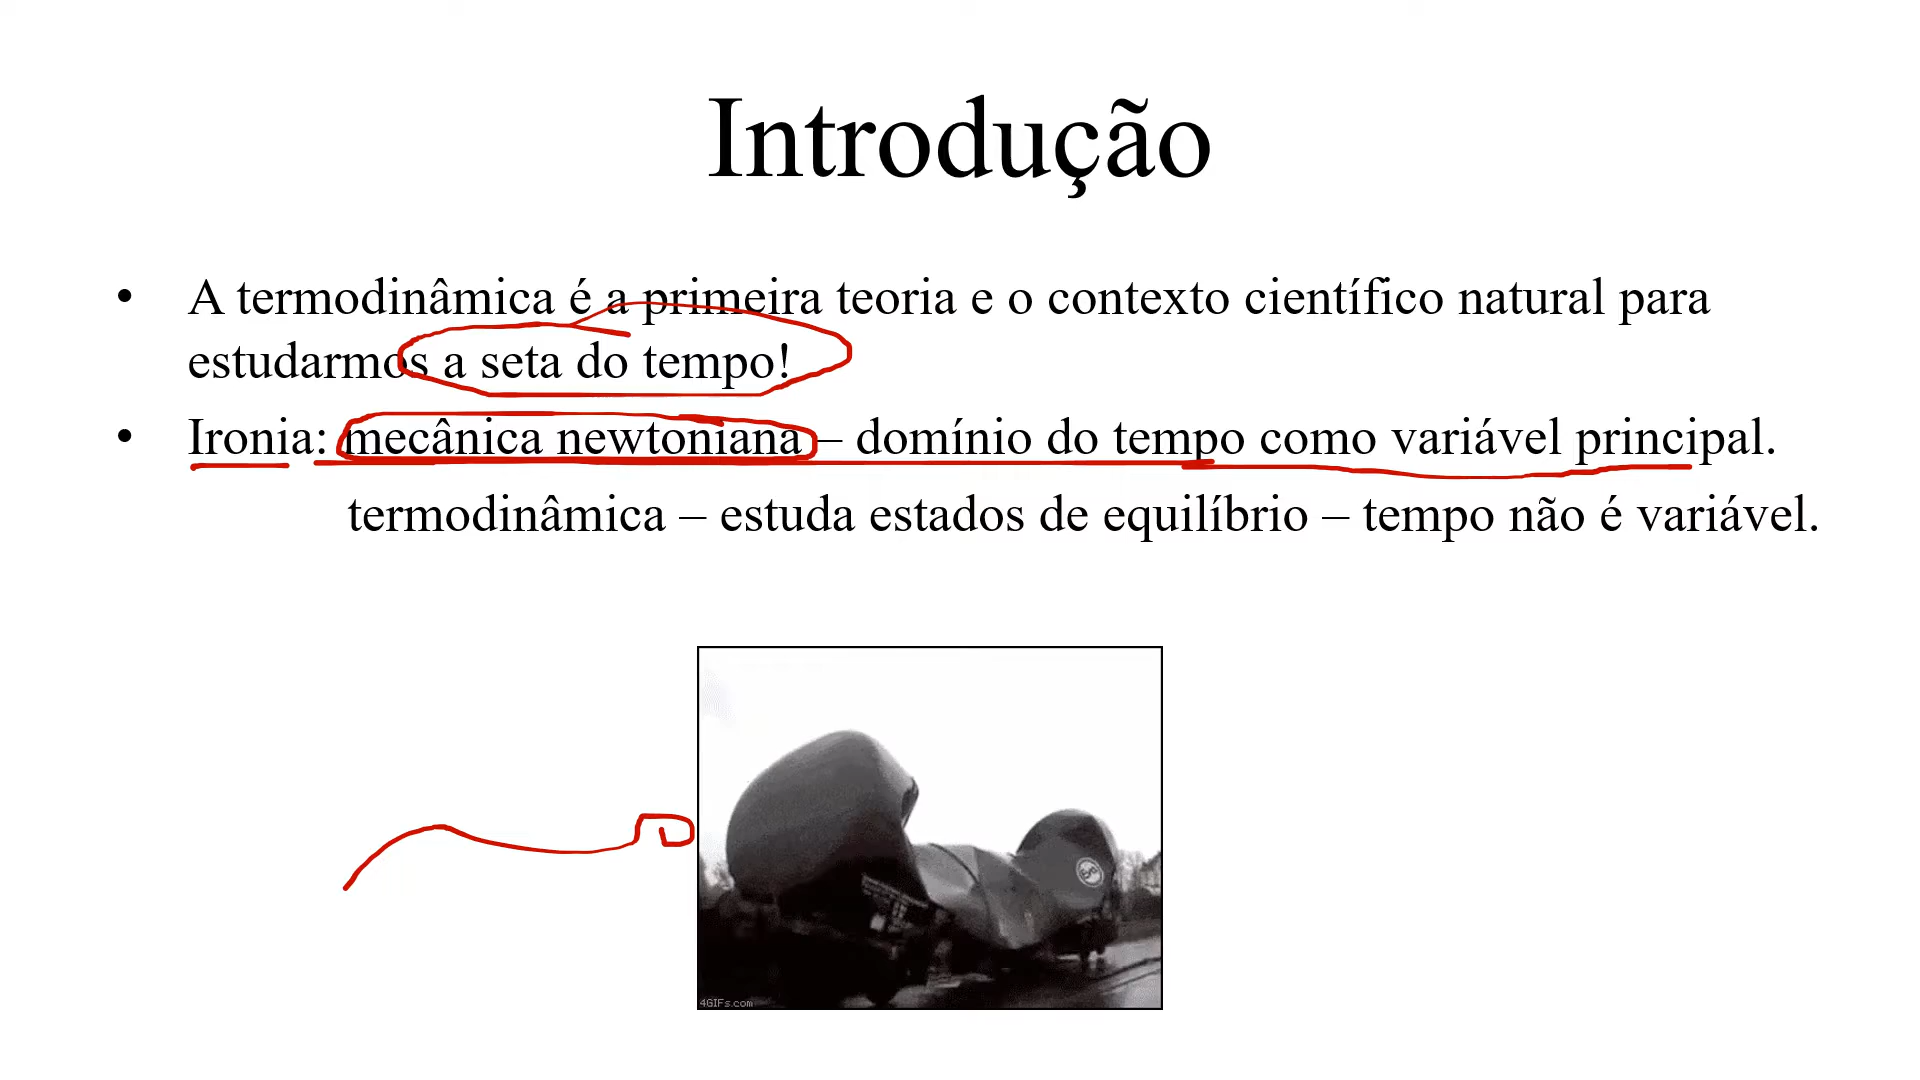 Introdução
• A termodinâmica é a primeira teoria e o contexto científico natural para
estudarmos a seta do tempo!
• Ironia: mecânica newtoniana – domínio do tempo como variável principal.
termodinâmica – estuda estados de equilíbrio – tempo não é variável.
4GIFs.com